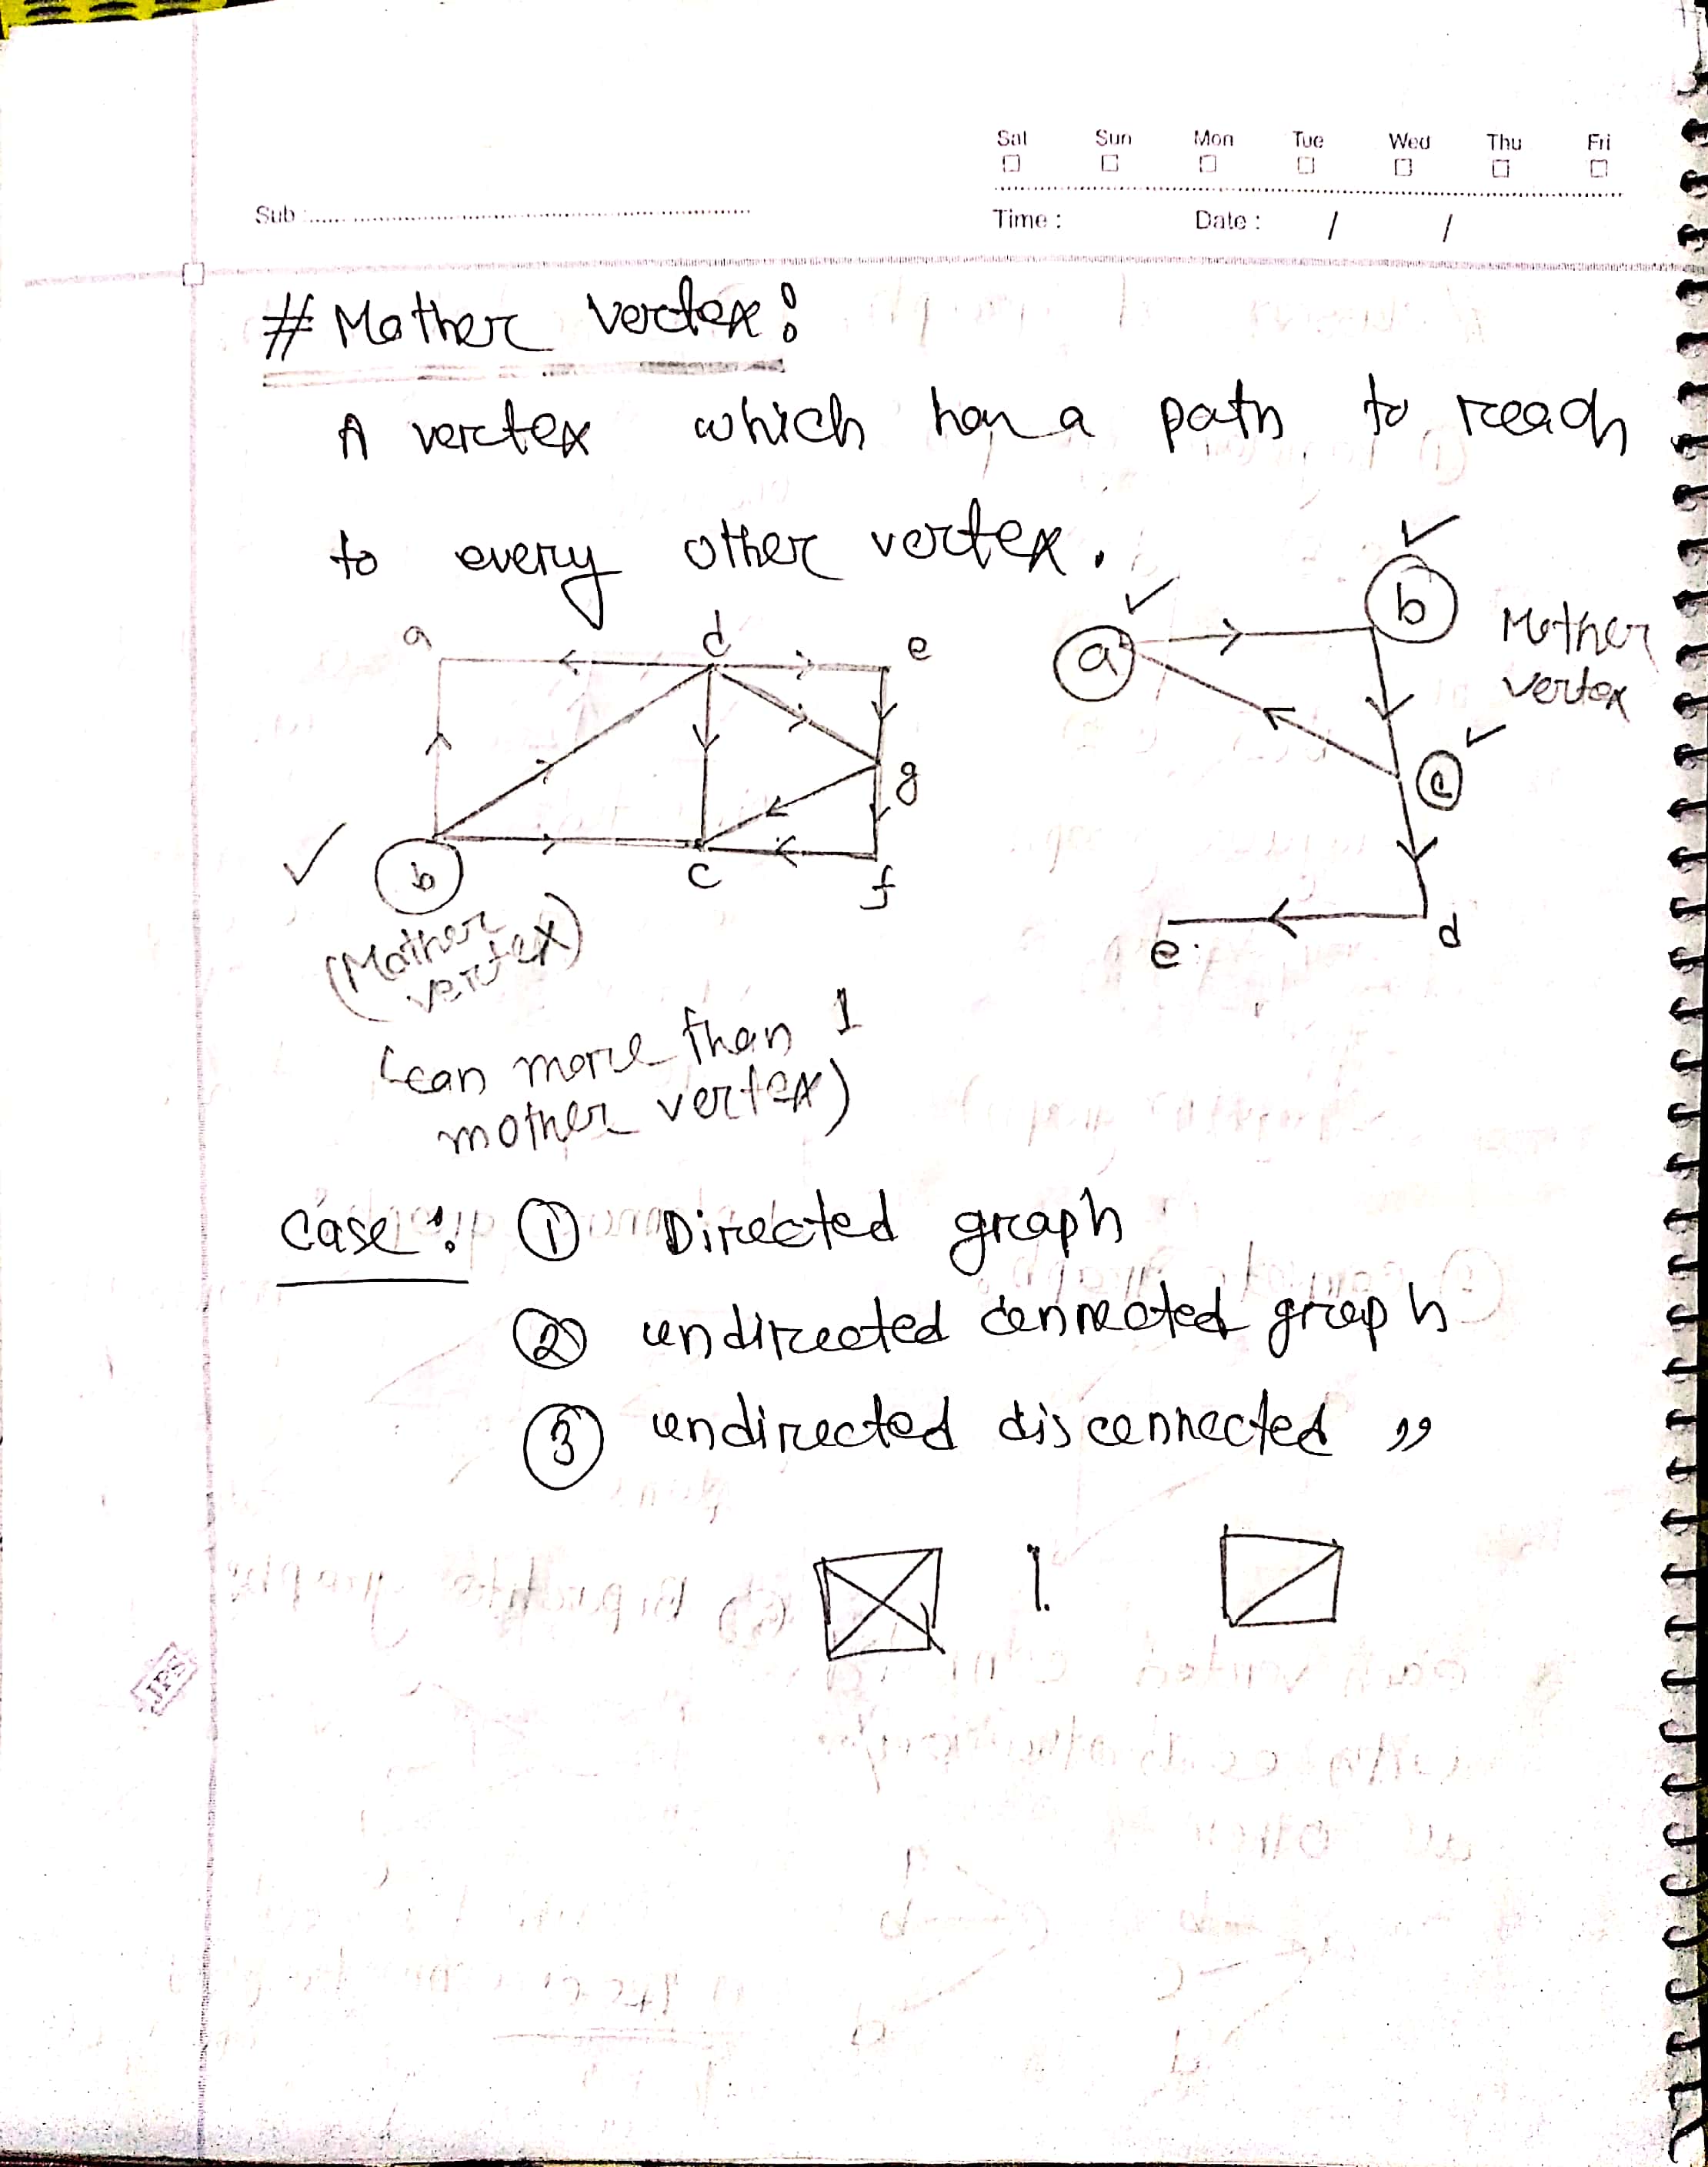 Sat Sun Mon Tue Wed Thu Fri
Sub : Time : Date : / /
# Mother vertex :
A vertex which has a path to reach
to every other vertex.
a d e
b c g f
(Mother
vertex)
a b
Mother
vertex
c
e d
(can more than 1
mother vertex)
case : ① Directed graph
② undirected connected graph
③ undirected disconnected ,,
JPS